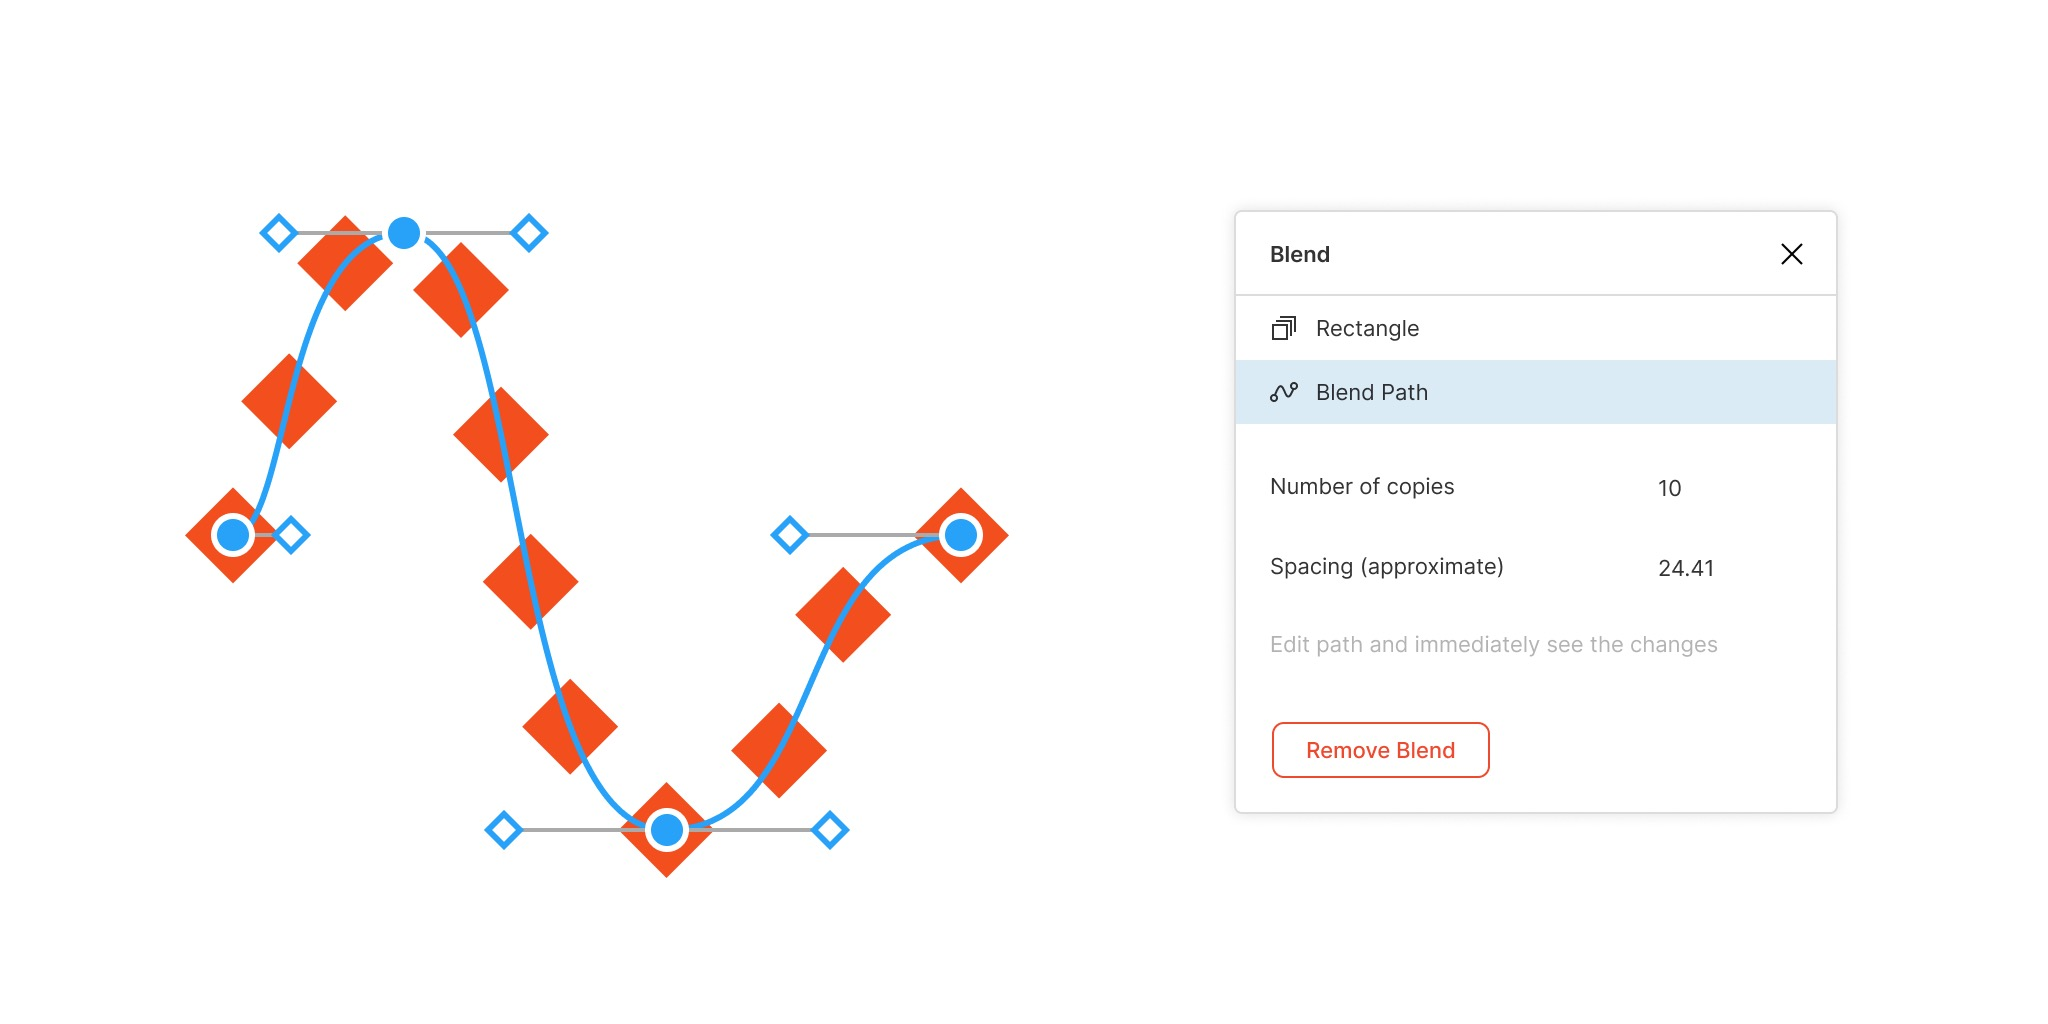 Blend
Rectangle
Blend Path
Number of copies 10
Spacing (approximate) 24.41
Edit path and immediately see the changes
Remove Blend